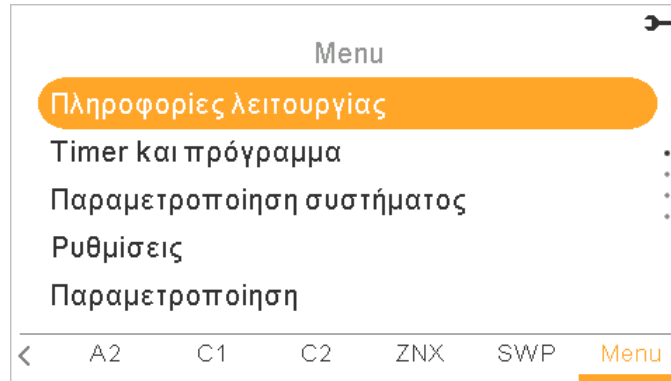 Menu
Πληροφορίες λειτουργίας
Timer και πρόγραμμα
Παραμετροποίηση συστήματος
Ρυθμίσεις
Παραμετροποίηση
< A2 C1 C2 ZNX SWP Menu